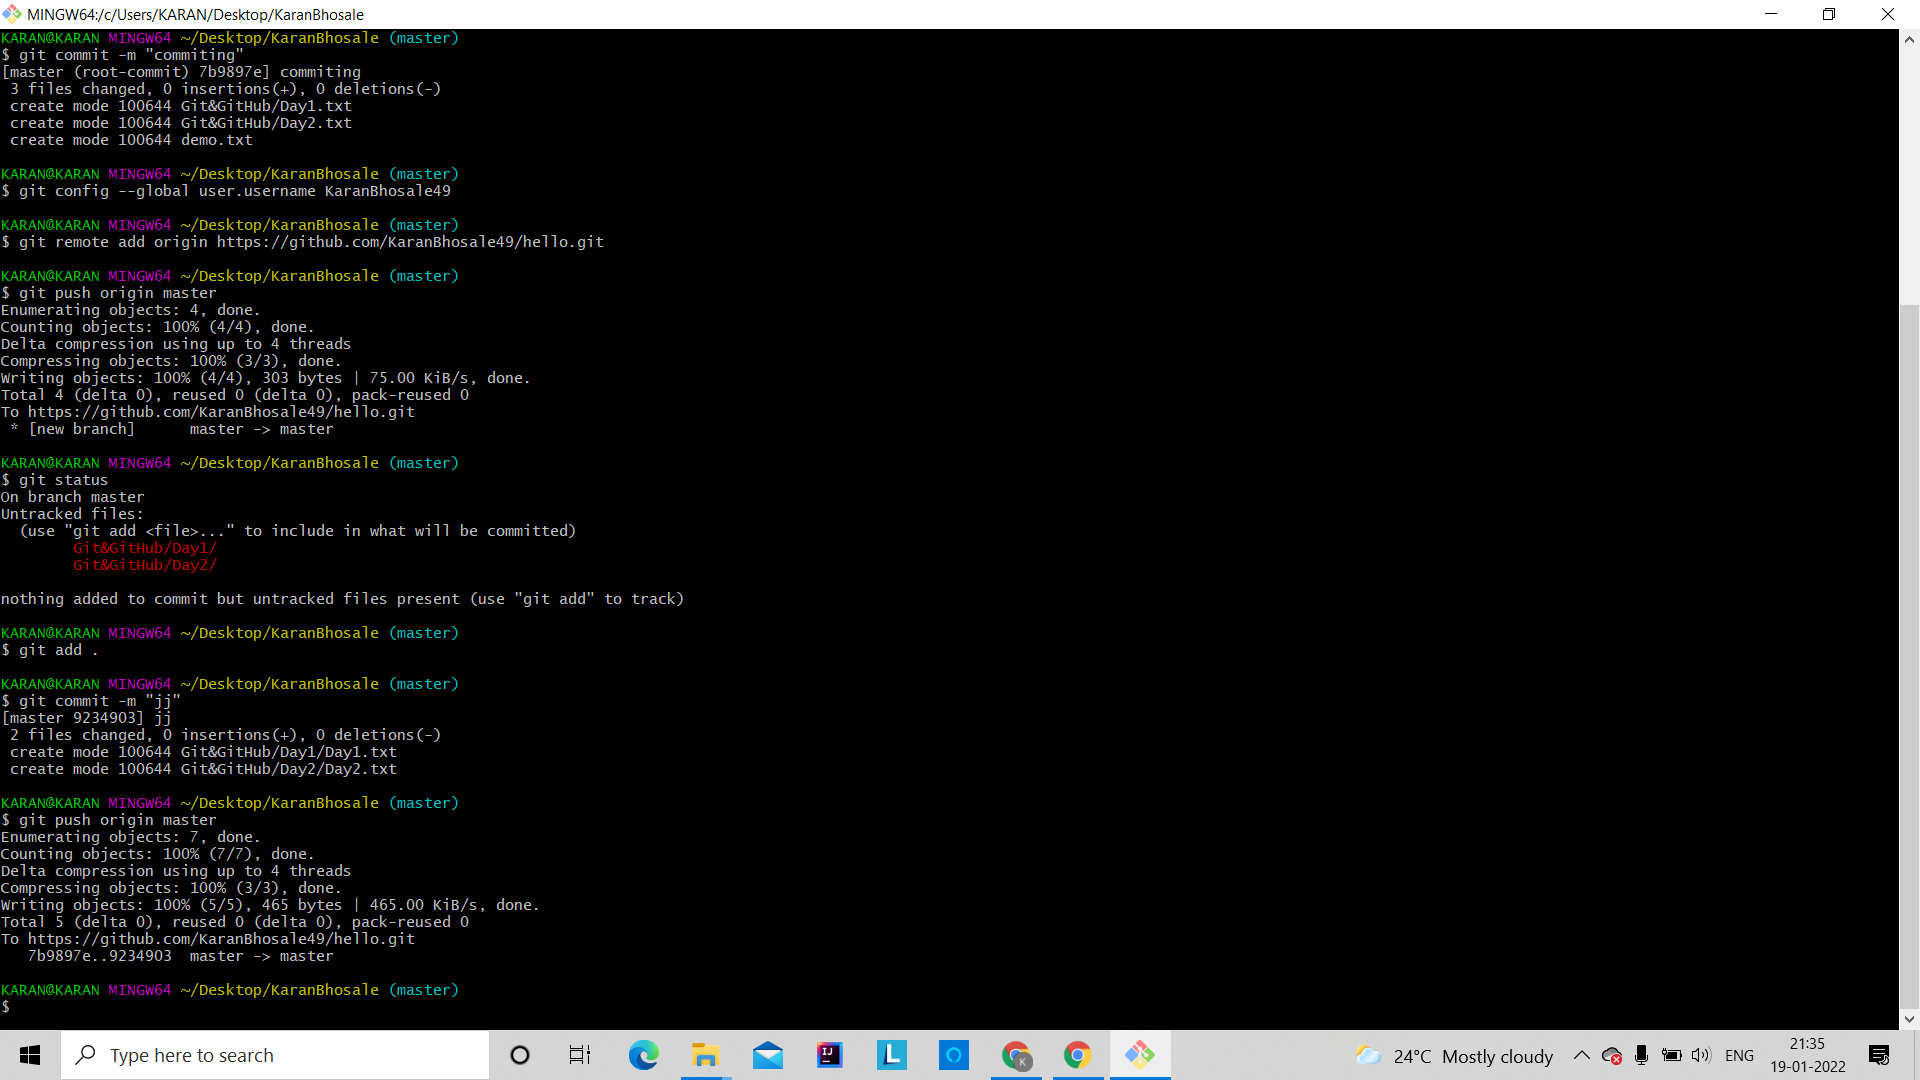 MINGW64:/c/Users/KARAN/Desktop/KaranBhosale
KARAN@KARAN MINGW64 ~/Desktop/KaranBhosale (master)
$ git commit -m "commiting"
[master (root-commit) 7b9897e] commiting
 3 files changed, 0 insertions(+), 0 deletions(-)
 create mode 100644 Git&GitHub/Day1.txt
 create mode 100644 Git&GitHub/Day2.txt
 create mode 100644 demo.txt
KARAN@KARAN MINGW64 ~/Desktop/KaranBhosale (master)
$ git config --global user.username KaranBhosale49
KARAN@KARAN MINGW64 ~/Desktop/KaranBhosale (master)
$ git remote add origin https://github.com/KaranBhosale49/hello.git
KARAN@KARAN MINGW64 ~/Desktop/KaranBhosale (master)
$ git push origin master
Enumerating objects: 4, done.
Counting objects: 100% (4/4), done.
Delta compression using up to 4 threads
Compressing objects: 100% (3/3), done.
Writing objects: 100% (4/4), 303 bytes | 75.00 KiB/s, done.
Total 4 (delta 0), reused 0 (delta 0), pack-reused 0
To https://github.com/KaranBhosale49/hello.git
 * [new branch]      master -> master
KARAN@KARAN MINGW64 ~/Desktop/KaranBhosale (master)
$ git status
On branch master
Untracked files:
  (use "git add <file>..." to include in what will be committed)
        Git&GitHub/Day1/
        Git&GitHub/Day2/
nothing added to commit but untracked files present (use "git add" to track)
KARAN@KARAN MINGW64 ~/Desktop/KaranBhosale (master)
$ git add .
KARAN@KARAN MINGW64 ~/Desktop/KaranBhosale (master)
$ git commit -m "jj"
[master 9234903] jj
 2 files changed, 0 insertions(+), 0 deletions(-)
 create mode 100644 Git&GitHub/Day1/Day1.txt
 create mode 100644 Git&GitHub/Day2/Day2.txt
KARAN@KARAN MINGW64 ~/Desktop/KaranBhosale (master)
$ git push origin master
Enumerating objects: 7, done.
Counting objects: 100% (7/7), done.
Delta compression using up to 4 threads
Compressing objects: 100% (3/3), done.
Writing objects: 100% (5/5), 465 bytes | 465.00 KiB/s, done.
Total 5 (delta 0), reused 0 (delta 0), pack-reused 0
To https://github.com/KaranBhosale49/hello.git
   7b9897e..9234903  master -> master
KARAN@KARAN MINGW64 ~/Desktop/KaranBhosale (master)
$
Type here to search
IJ
L
K
24°C Mostly cloudy
ENG
21:35
19-01-2022